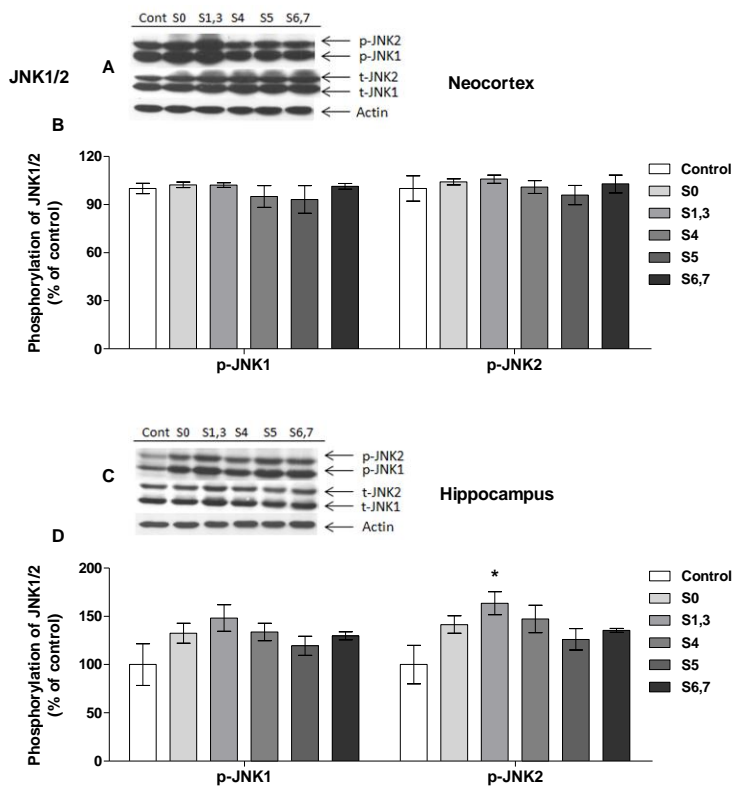 Cont S0 S1,3 S4 S5 S6,7
JNK1/2
A
p-JNK2
p-JNK1
t-JNK2
t-JNK1
Actin
Neocortex
B
Phosphorylation of JNK1/2
(% of control)
120
90
60
30
0
p-JNK1
p-JNK2
Control
S0
S1,3
S4
S5
S6,7
Cont S0 S1,3 S4 S5 S6,7
C
p-JNK2
p-JNK1
t-JNK2
t-JNK1
Actin
Hippocampus
D
Phosphorylation of JNK1/2
(% of control)
200
150
100
50
0
*
p-JNK1
p-JNK2
Control
S0
S1,3
S4
S5
S6,7